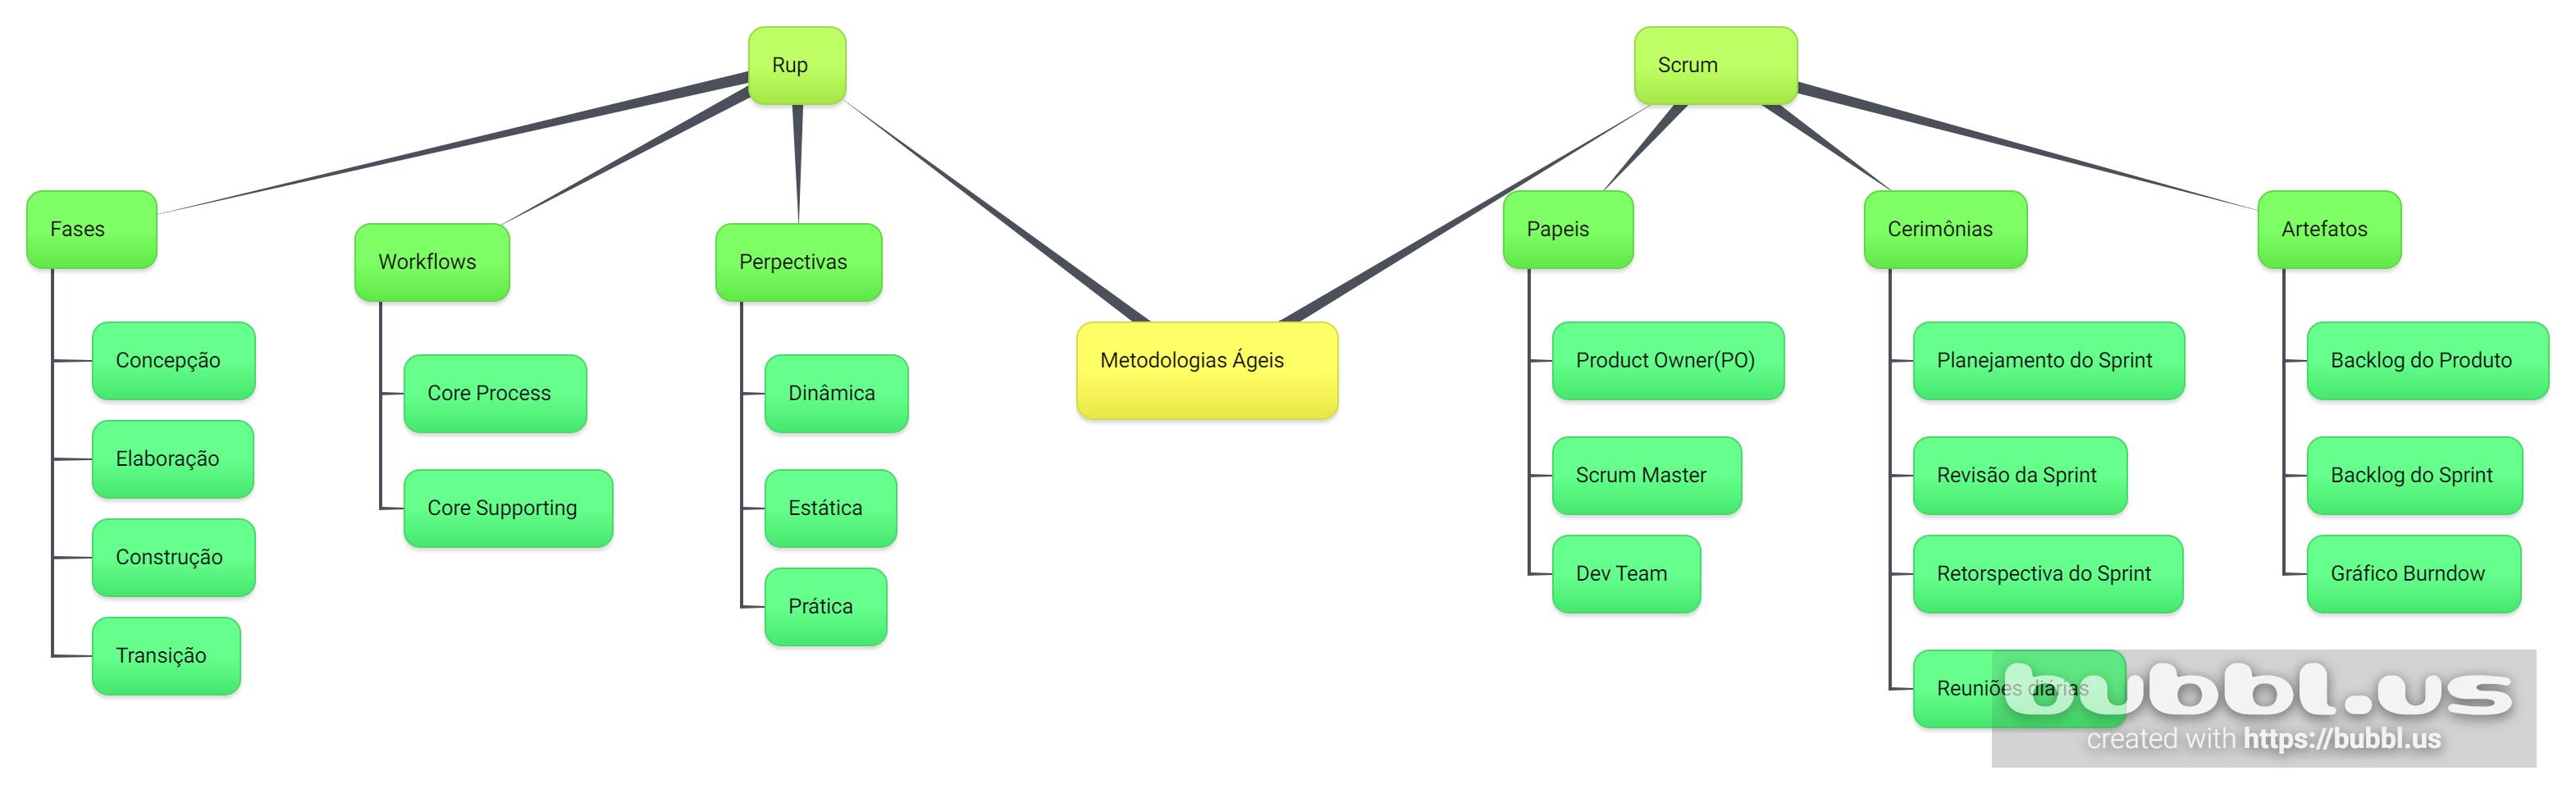 Rup
Scrum
Fases
Workflows
Perpectivas
Papeis
Cerimônias
Artefatos
Metodologias Ágeis
Concepção
Elaboração
Construção
Transição
Core Process
Core Supporting
Dinâmica
Estática
Prática
Product Owner(PO)
Scrum Master
Dev Team
Planejamento do Sprint
Revisão da Sprint
Retorspectiva do Sprint
Reuniões diárias
Backlog do Produto
Backlog do Sprint
Gráfico Burndow
bubbl.us
created with https://bubbl.us